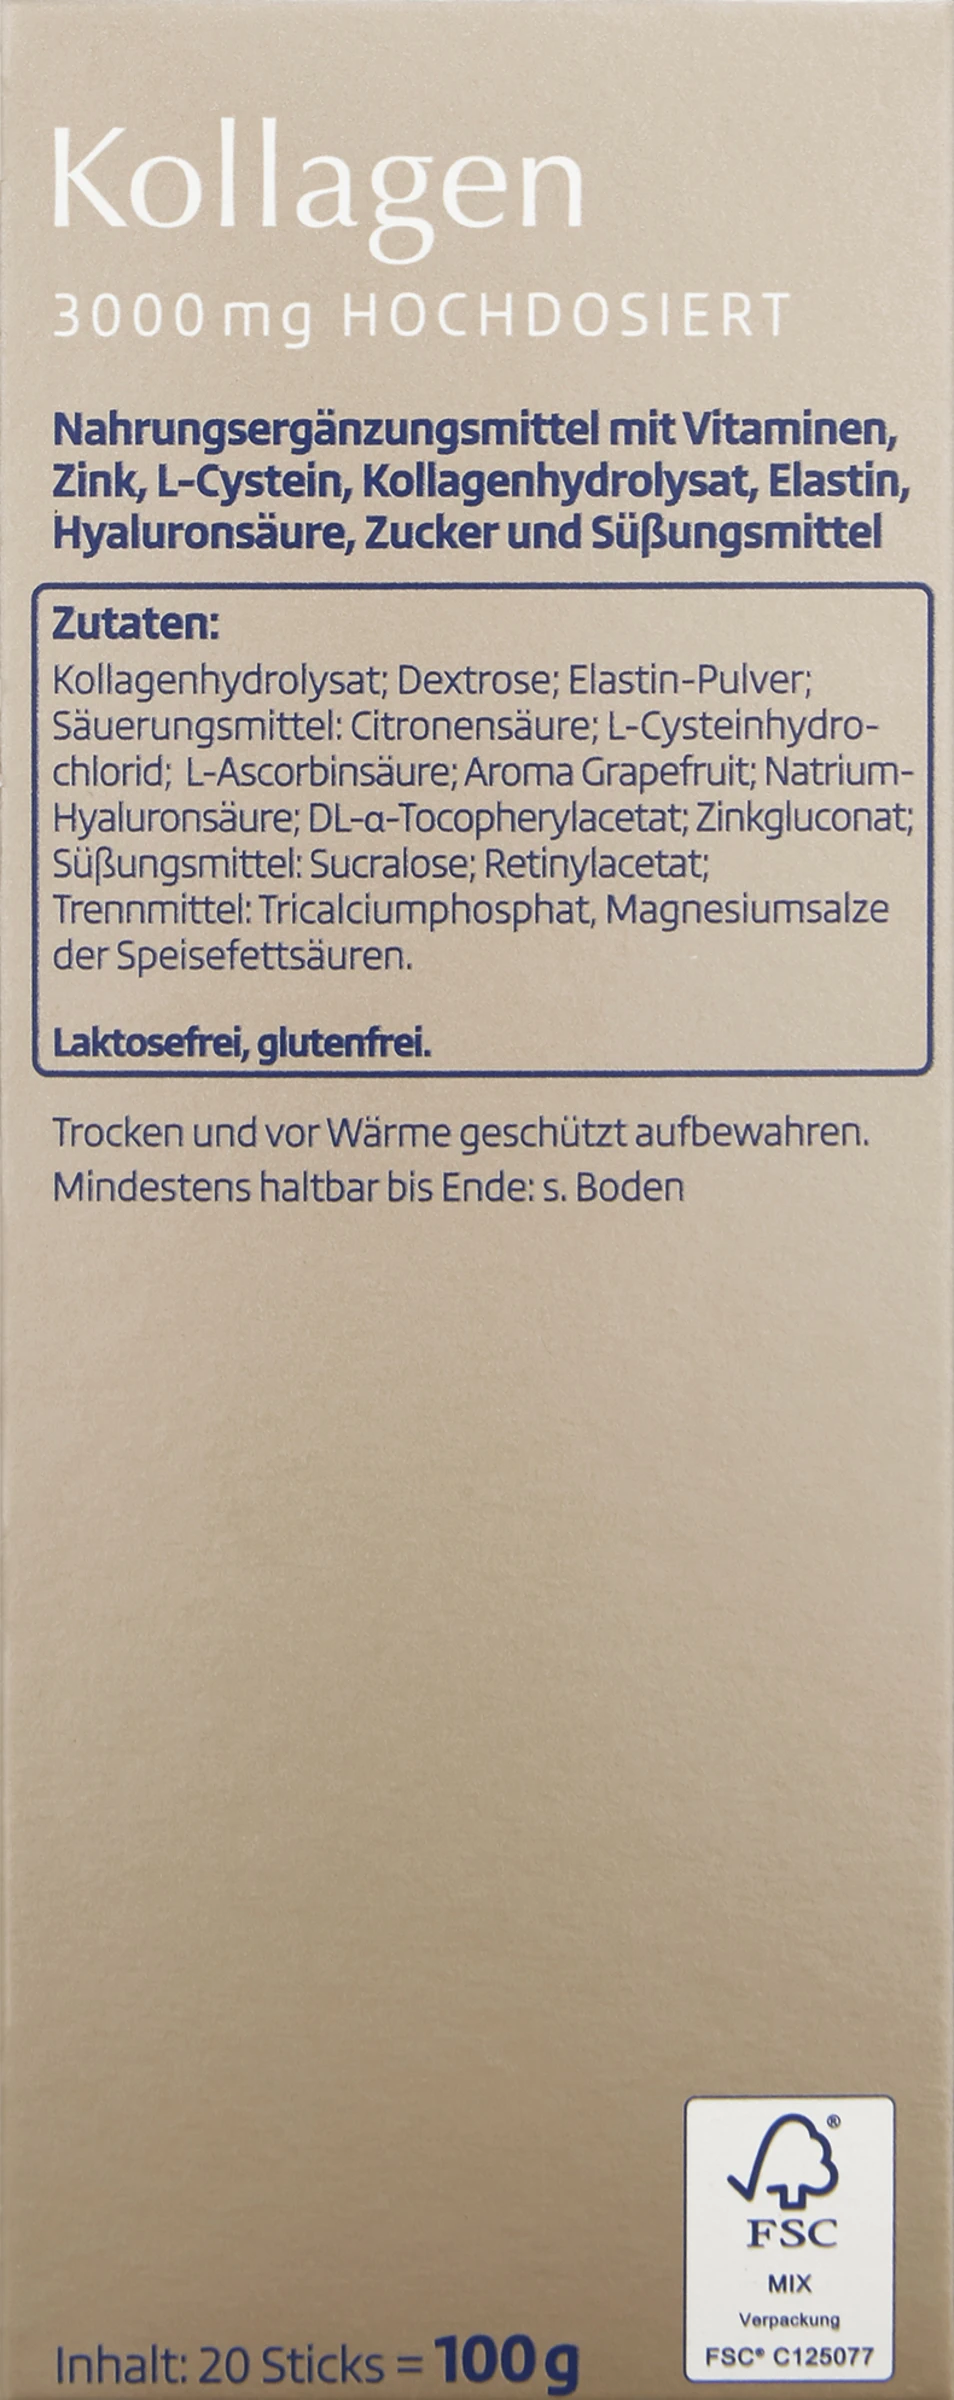 Kollagen
3000 mg HOCHDOSIERT
Nahrungsergänzungsmittel mit Vitaminen,
Zink, L-Cystein, Kollagenhydrolysat, Elastin,
Hyaluronsäure, Zucker und Süßungsmittel
Zutaten:
Kollagenhydrolysat; Dextrose; Elastin-Pulver;
Säuerungsmittel: Citronensäure; L-Cysteinhydro-
chlorid; L-Ascorbinsäure; Aroma Grapefruit; Natrium-
Hyaluronsäure; DL-α-Tocopherylacetat; Zinkgluconat;
Süßungsmittel: Sucralose; Retinylacetat;
Trennmittel: Tricalciumphosphat, Magnesiumsalze
der Speisefettsäuren.
Laktosefrei, glutenfrei.
Trocken und vor Wärme geschützt aufbewahren.
Mindestens haltbar bis Ende: s. Boden
®
FSC
MIX
Verpackung
FSC® C125077
Inhalt: 20 Sticks = 100 g